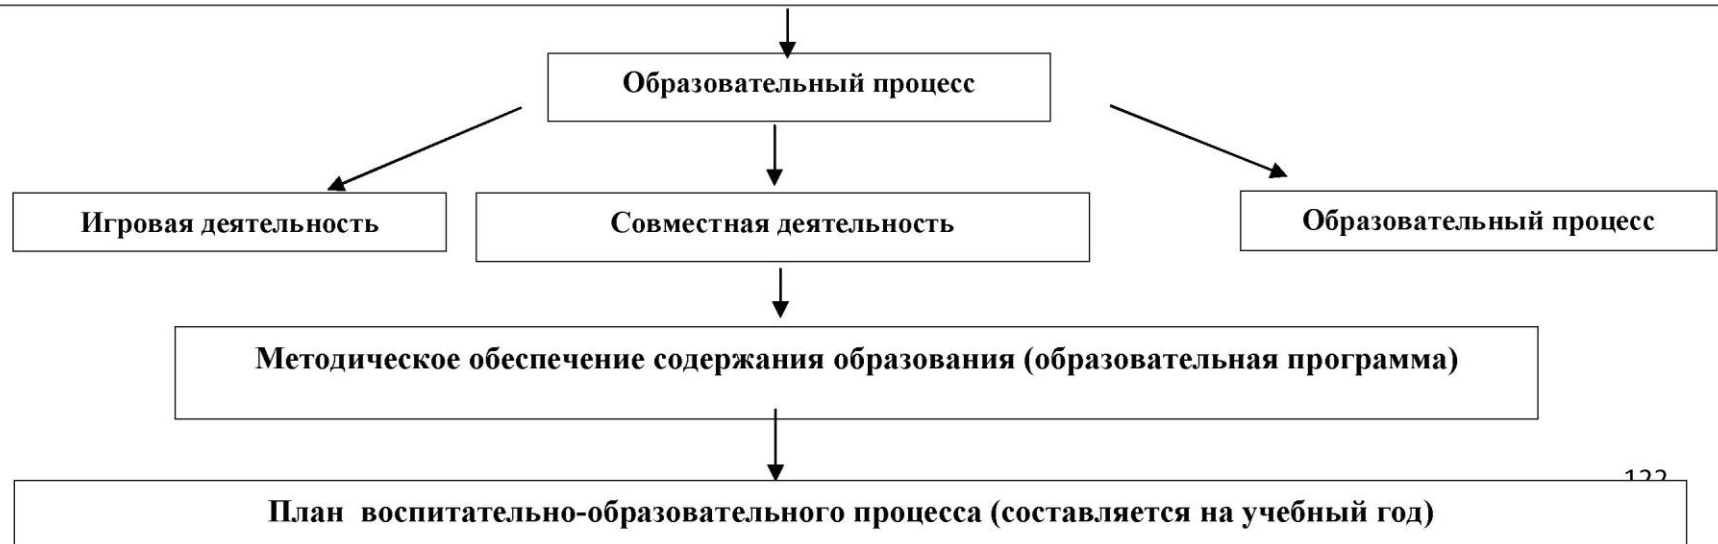 Образовательный процесс
Игровая деятельность
Совместная деятельность
Образовательный процесс
Методическое обеспечение содержания образования (образовательная программа)
122
План воспитательно-образовательного процесса (составляется на учебный год)